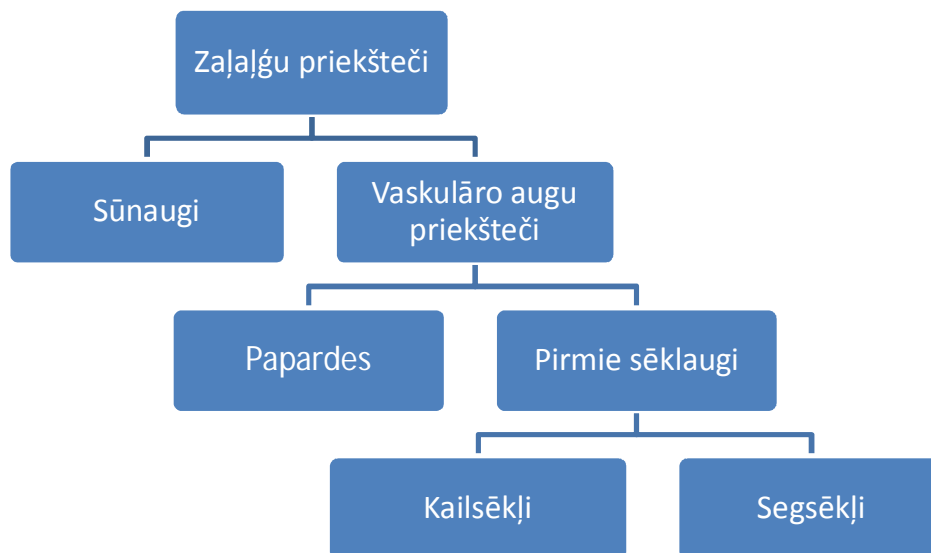 Zaļaļģu priekšteči
Sūnaugi
Vaskulāro augu
priekšteči
Papardes
Pirmie sēklaugi
Kailsēkļi
Segsēkļi